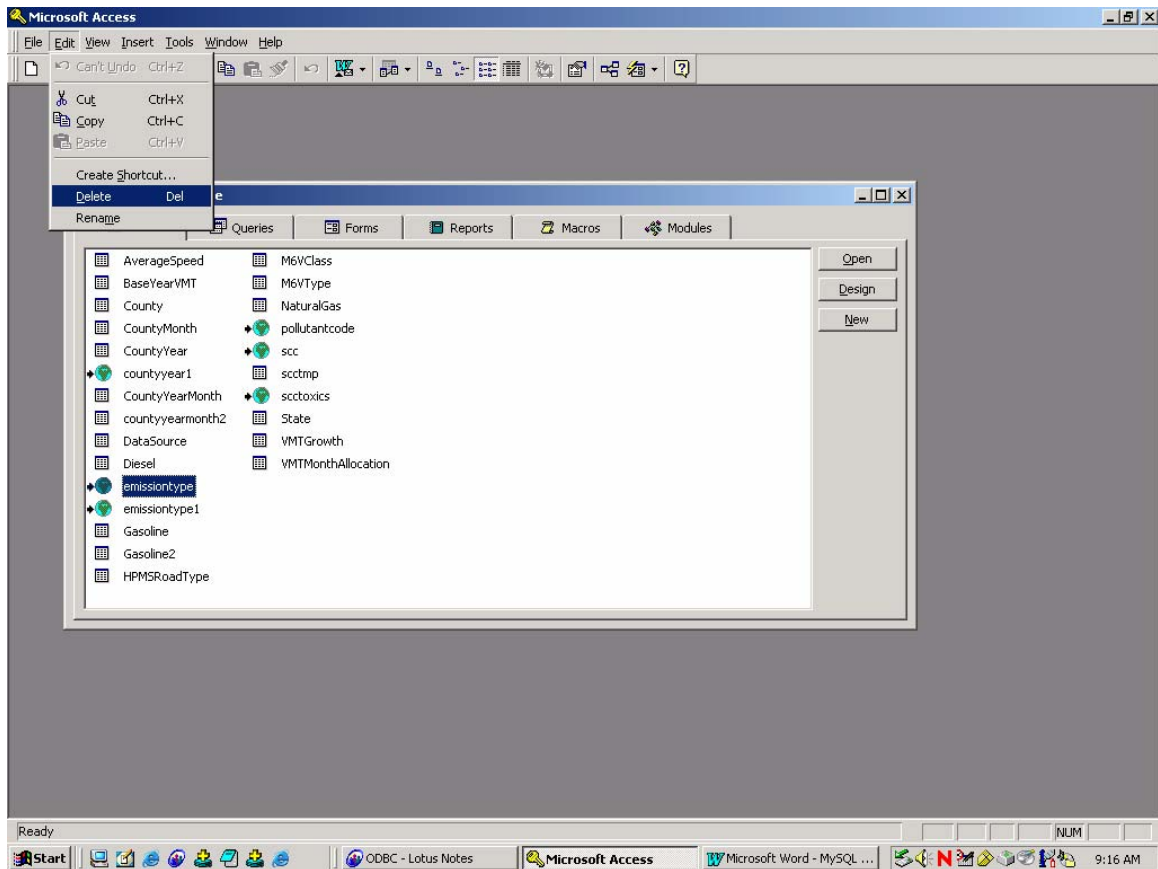 Microsoft Access
File Edit View Insert Tools Window Help
Can't Undo Ctrl+Z
Cut Ctrl+X
Copy Ctrl+C
Paste Ctrl+V
Create Shortcut...
Delete Del
Rename
e
Queries Forms Reports Macros Modules
AverageSpeed M6VClass Open
BaseYearVMT M6VType Design
County NaturalGas
CountyMonth pollutantcode New
CountyYear scc
countyyear1 scctmp
CountyYearMonth scctoxics
countyyearmonth2 State
DataSource VMTGrowth
Diesel VMTMonthAllocation
emissiontype
emissiontype1
Gasoline
Gasoline2
HPMSRoadType
Ready NUM
Start ODBC - Lotus Notes Microsoft Access Microsoft Word - MySQL ... N 9:16 AM